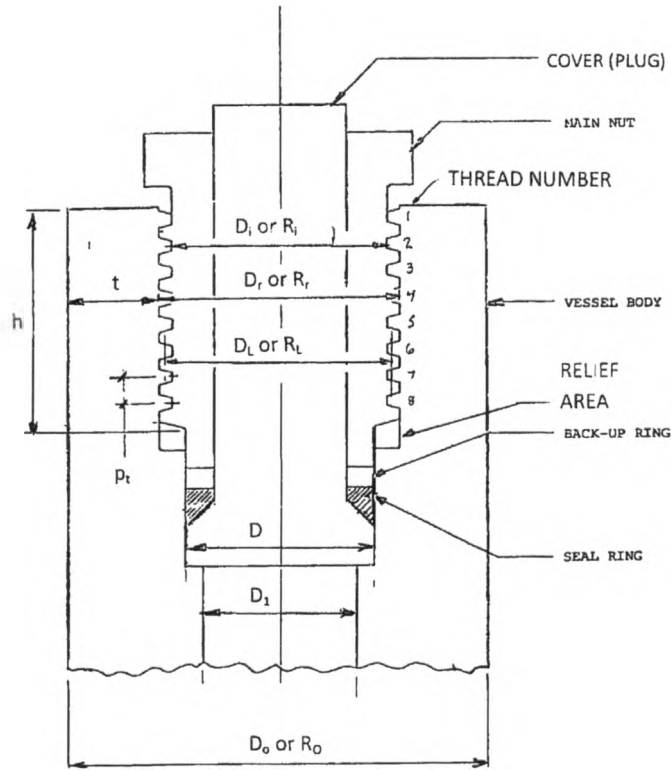 COVER (PLUG)
MAIN NUT
THREAD NUMBER
1
Di or Ri
2
3
t
Dr or Rr
4
VESSEL BODY
h
5
DL or RL
6
7
RELIEF
8
AREA
BACK-UP RING
pt
D
SEAL RING
D1
Do or RO